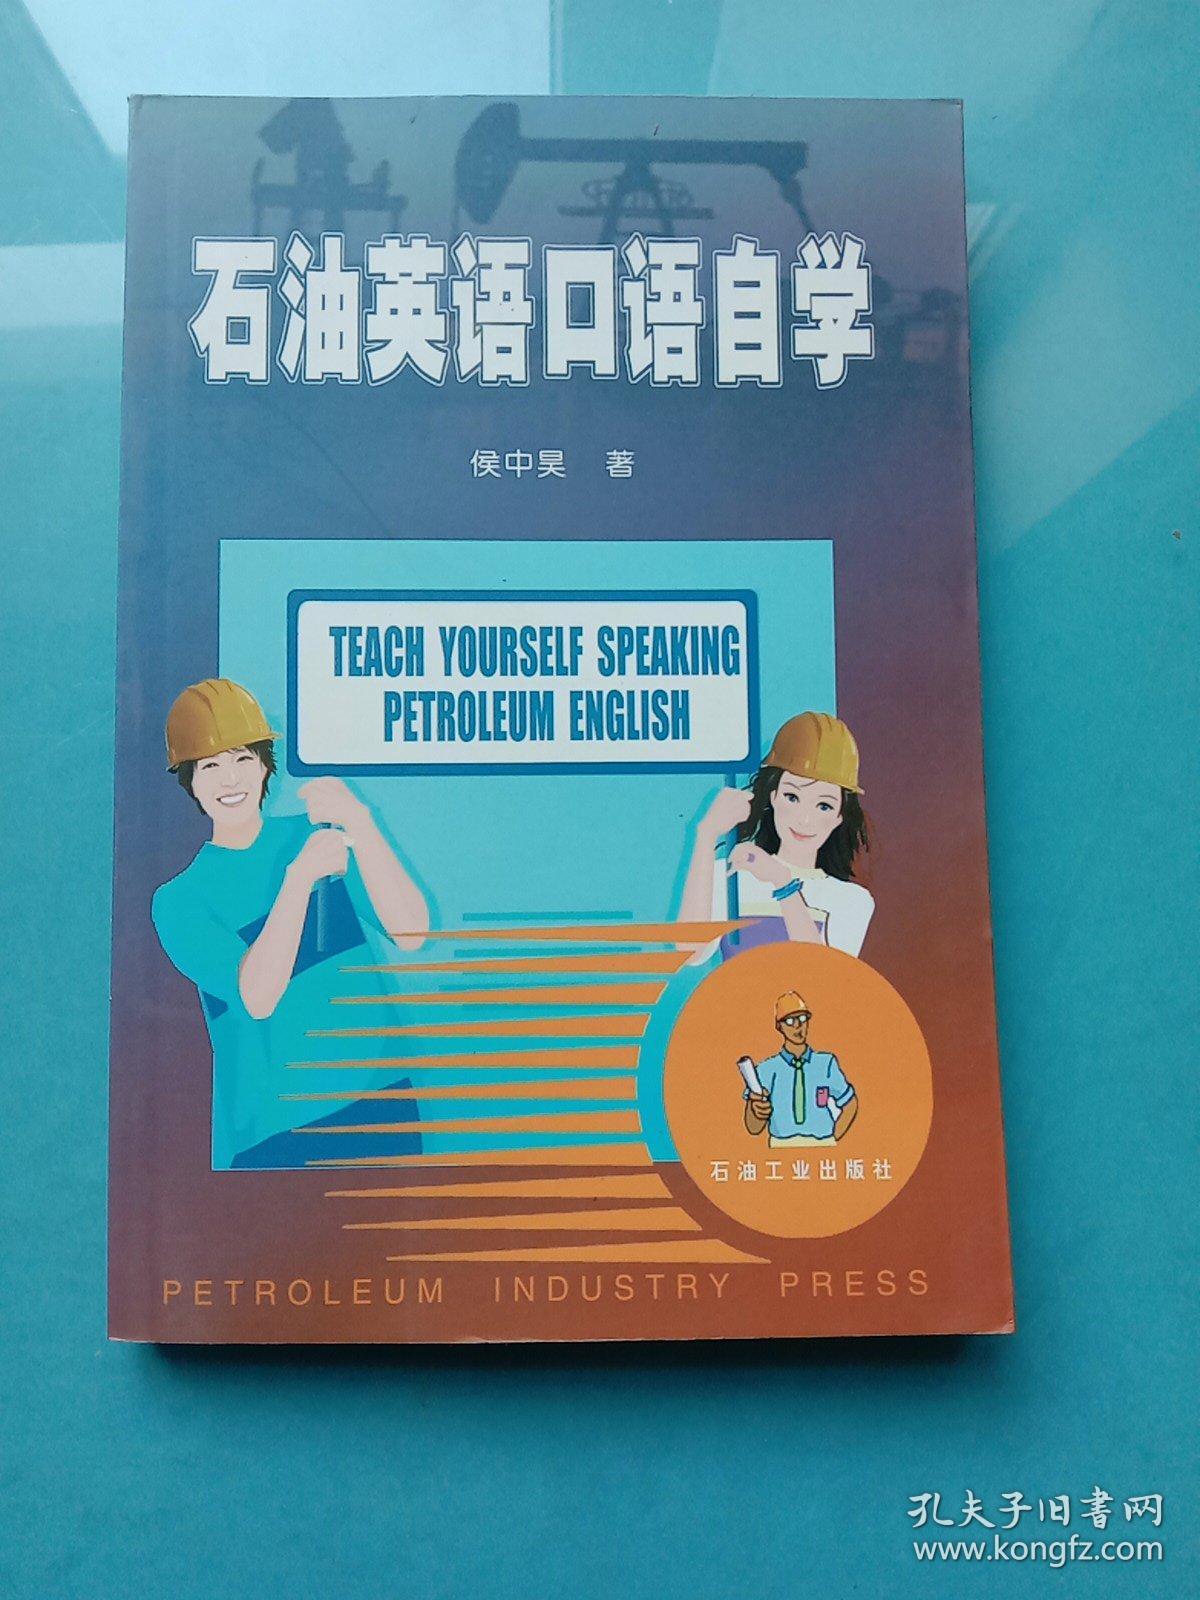 石油英语口语自学
侯中昊 著
TEACH YOURSELF SPEAKING
PETROLEUM ENGLISH
石油工业出版社
PETROLEUM INDUSTRY PRESS
孔夫子旧书网
www.kongfz.com